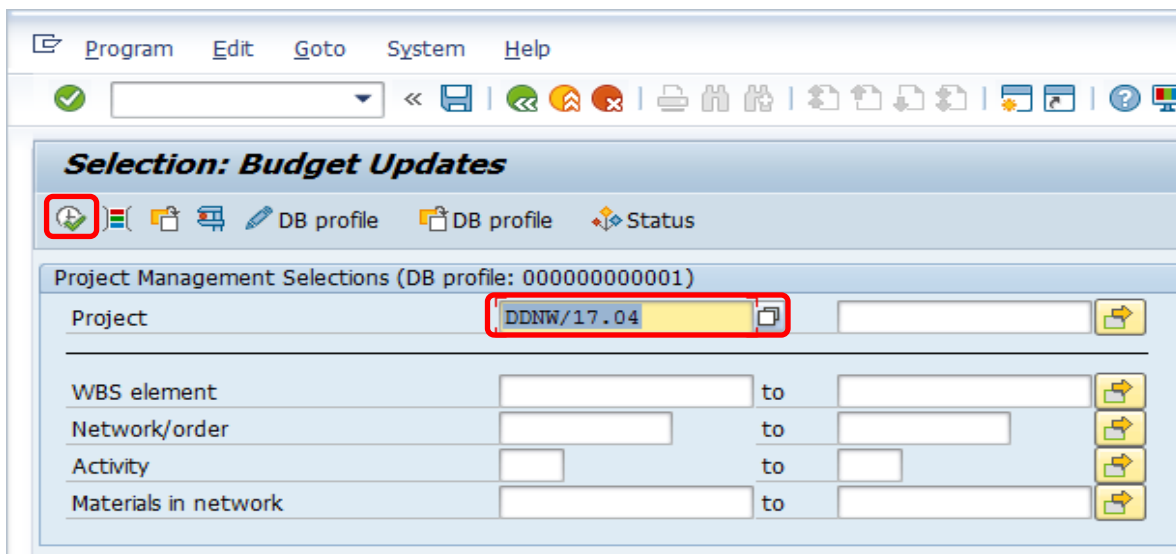 Program Edit Goto System Help
Selection: Budget Updates
DB profile DB profile Status
Project Management Selections (DB profile: 000000000001)
Project DDNW/17.04
WBS element to
Network/order to
Activity to
Materials in network to